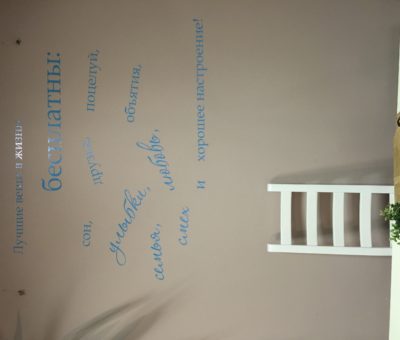 Лучшие вещи в жизни
бесплатны:
сон, друзья, поцелуй,
улыбки, объятия,
семья, любовь,
смех
и хорошее настроение!